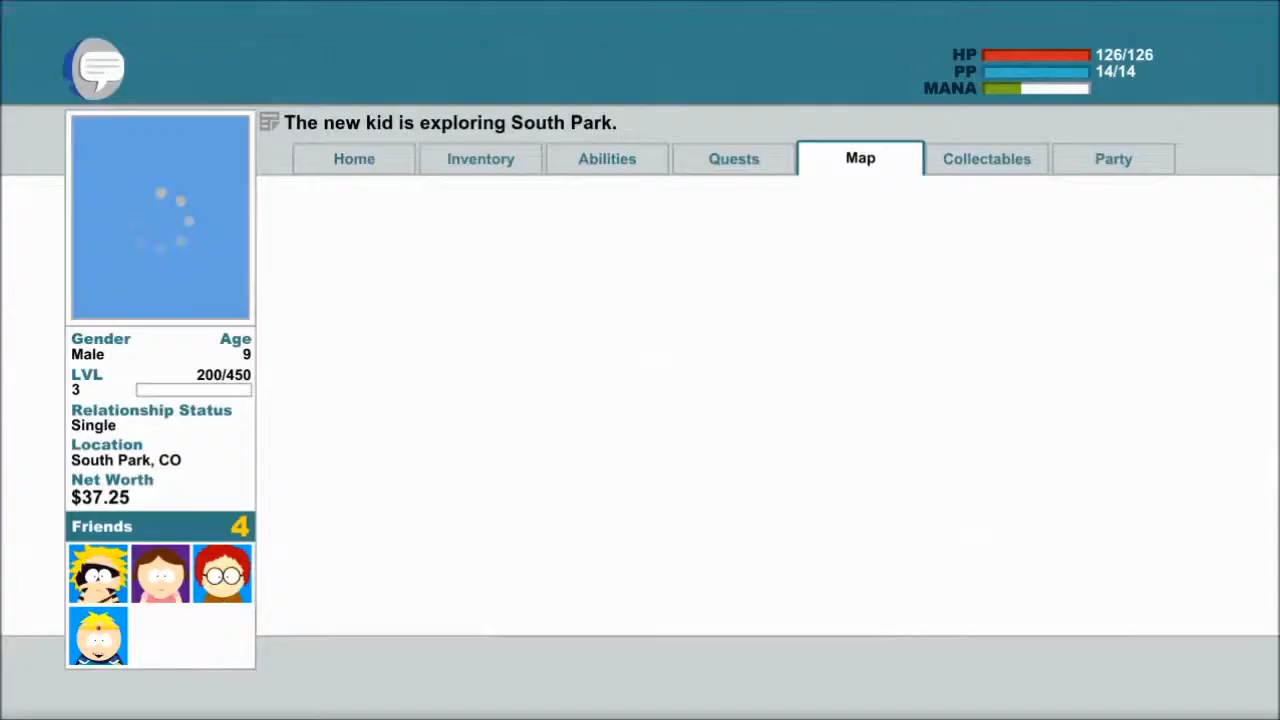 HP 126/126
PP 14/14
MANA
The new kid is exploring South Park.
Home Inventory Abilities Quests Map Collectables Party
Gender Age
Male 9
LVL 200/450
3
Relationship Status
Single
Location
South Park, CO
Net Worth
$37.25
Friends 4